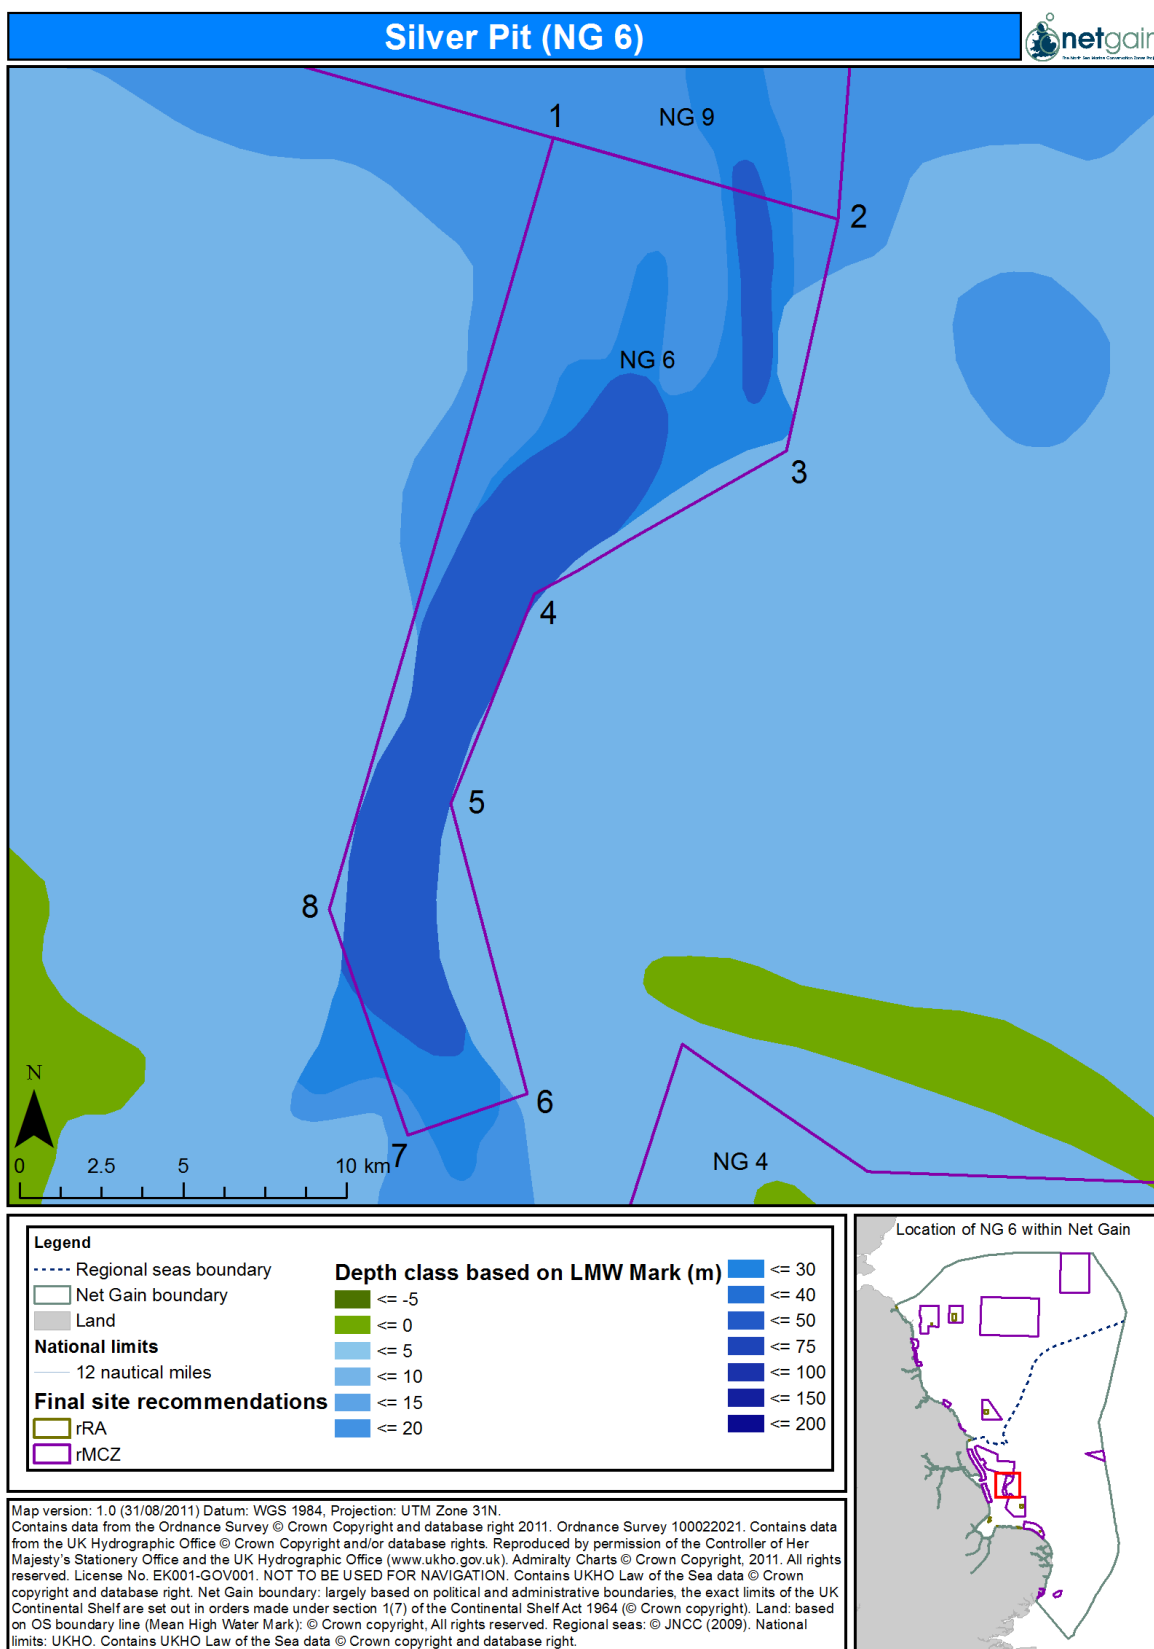 Silver Pit (NG 6)
netgain
The North Sea Marine Conservation Zones Project
1
NG 9
2
NG 6
3
4
5
8
N
6
7
NG 4
0 2.5 5 10 km
Legend
Regional seas boundary
Net Gain boundary
Land
National limits
12 nautical miles
Final site recommendations
rRA
rMCZ
Depth class based on LMW Mark (m)
<= -5
<= 0
<= 5
<= 10
<= 15
<= 20
<= 30
<= 40
<= 50
<= 75
<= 100
<= 150
<= 200
Location of NG 6 within Net Gain
Map version: 1.0 (31/08/2011) Datum: WGS 1984, Projection: UTM Zone 31N.
Contains data from the Ordnance Survey © Crown Copyright and database right 2011. Ordnance Survey 100022021. Contains data
from the UK Hydrographic Office © Crown Copyright and/or database rights. Reproduced by permission of the Controller of Her
Majesty's Stationery Office and the UK Hydrographic Office (www.ukho.gov.uk). Admiralty Charts © Crown Copyright, 2011. All rights
reserved. License No. EK001-GOV001. NOT TO BE USED FOR NAVIGATION. Contains UKHO Law of the Sea data © Crown
copyright and database right. Net Gain boundary: largely based on political and administrative boundaries, the exact limits of the UK
Continental Shelf are set out in orders made under section 1(7) of the Continental Shelf Act 1964 (© Crown copyright). Land: based
on OS boundary line (Mean High Water Mark): © Crown copyright, All rights reserved. Regional seas: © JNCC (2009). National
limits: UKHO. Contains UKHO Law of the Sea data © Crown copyright and database right.